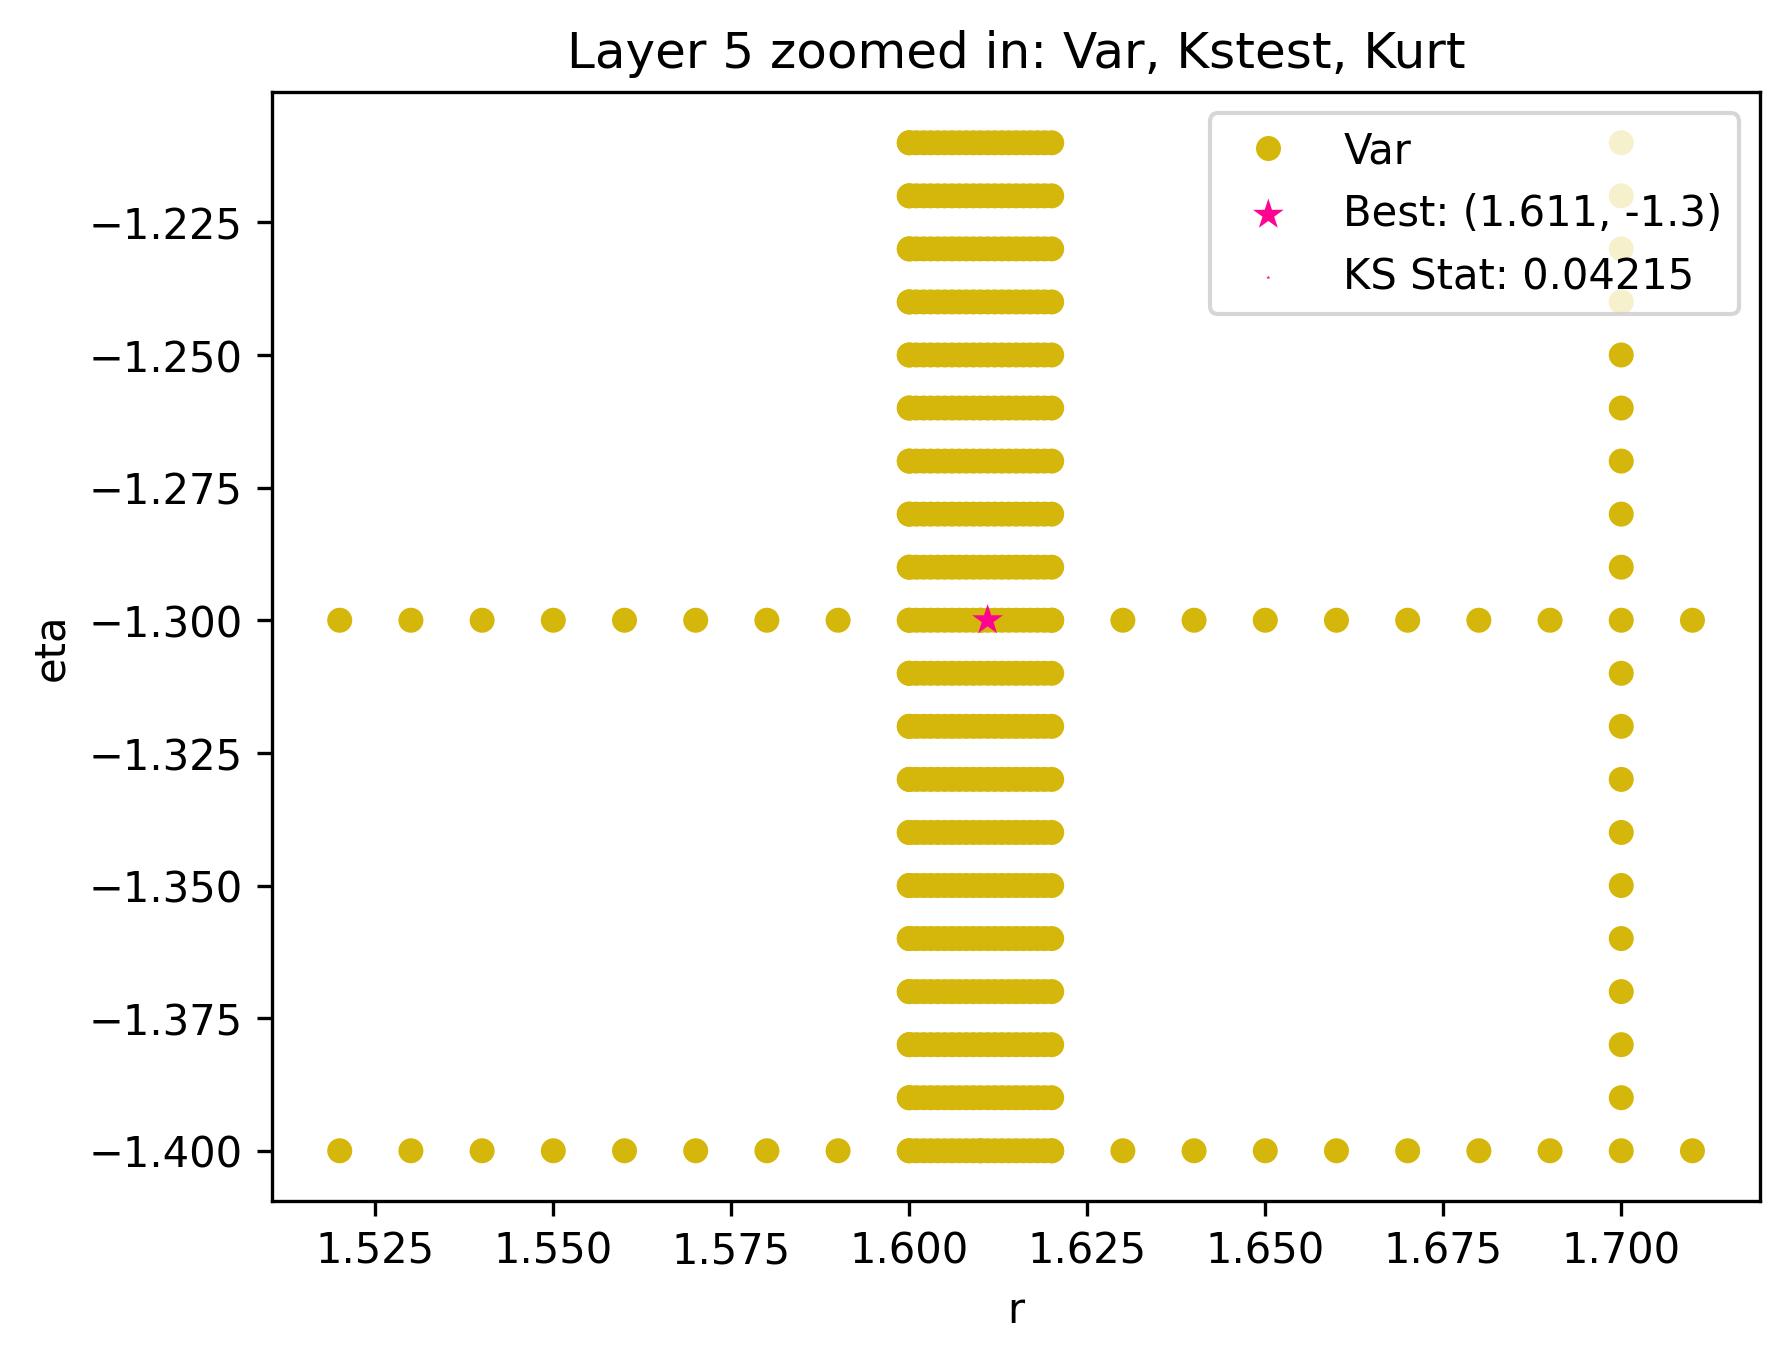 Layer 5 zoomed in: Var, Kstest, Kurt
Var
Best: (1.611, -1.3)
KS Stat: 0.04215
eta
−1.225
−1.250
−1.275
−1.300
−1.325
−1.350
−1.375
−1.400
1.525 1.550 1.575 1.600 1.625 1.650 1.675 1.700
r